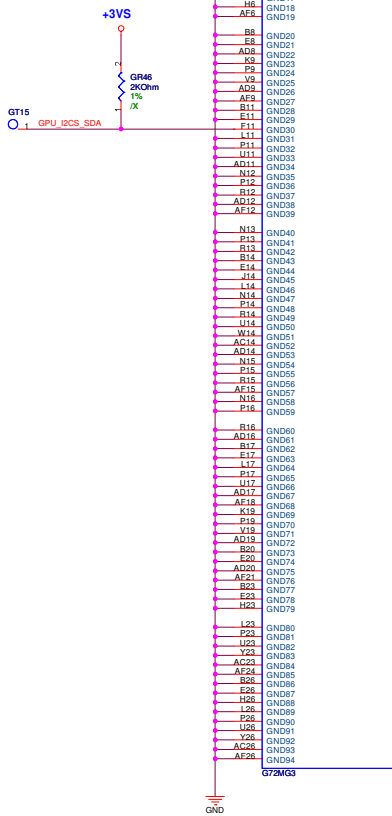 H6 GND18
AF6 GND19
+3VS
B8 GND20
E8 GND21
AD8 GND22
K9 GND23
P9 GND24
V9 GND25
AD9 GND26
AF9 GND27
B11 GND28
E11 GND29
F11 GND30
L11 GND31
P11 GND32
U11 GND33
AD11 GND34
N12 GND35
P12 GND36
R12 GND37
AD12 GND38
AF12 GND39
2
GR46
2KOhm
1%
/X
1
GT15
1 GPU_I2CS_SDA
N13 GND40
P13 GND41
R13 GND42
B14 GND43
E14 GND44
J14 GND45
L14 GND46
N14 GND47
P14 GND48
R14 GND49
U14 GND50
W14 GND51
AC14 GND52
AD14 GND53
N15 GND54
P15 GND55
R15 GND56
AF15 GND57
N16 GND58
P16 GND59
R16 GND60
AD16 GND61
B17 GND62
E17 GND63
L17 GND64
P17 GND65
U17 GND66
AD17 GND67
AF18 GND68
K19 GND69
P19 GND70
V19 GND71
AD19 GND72
B20 GND73
E20 GND74
AD20 GND75
AF21 GND76
B23 GND77
E23 GND78
H23 GND79
L23 GND80
P23 GND81
U23 GND82
Y23 GND83
AC23 GND84
AF24 GND85
B26 GND86
E26 GND87
H26 GND88
L26 GND89
P26 GND90
U26 GND91
Y26 GND92
AC26 GND93
AF26 GND94
G72MG3
GND